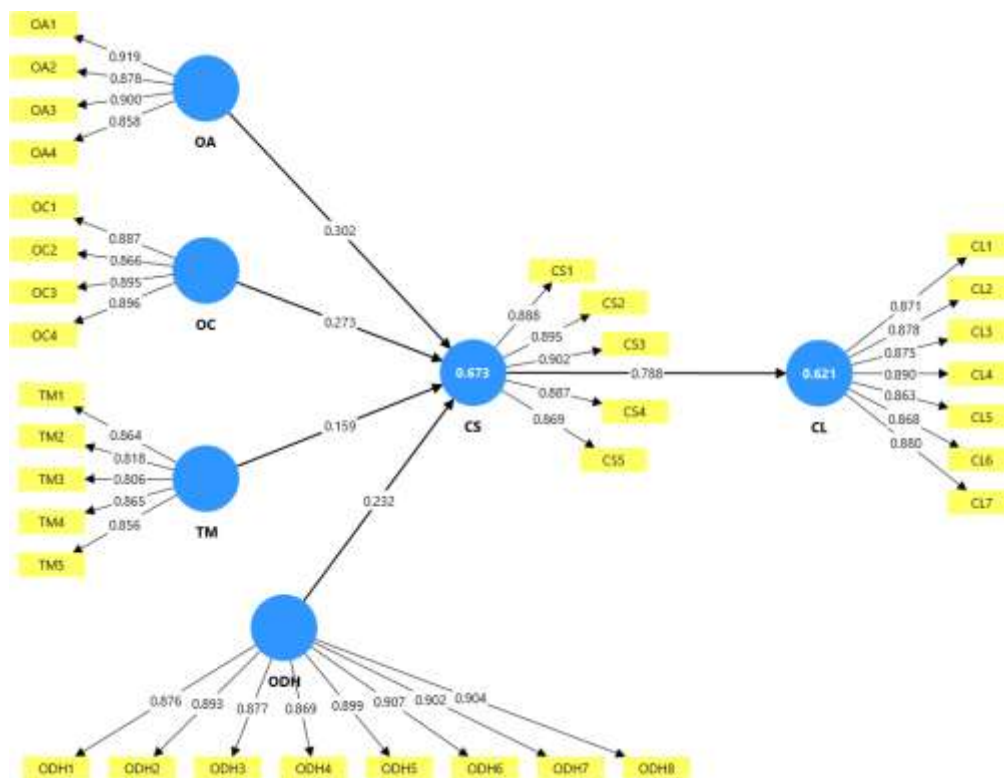 OA1
0.919
OA2
0.878
OA3
0.900
OA4
0.858
OA
OC1
0.887
OC2
0.866
OC3
0.895
OC4
0.896
OC
TM1
0.864
TM2
0.818
TM3
0.806
TM4
0.865
TM5
0.856
TM
0.302
0.273
0.159
0.232
CS1
0.888
CS2
0.895
CS3
0.902
CS4
0.887
CS5
0.869
0.673
CS
0.788
0.621
CL
CL1
0.871
CL2
0.878
CL3
0.875
CL4
0.890
CL5
0.863
CL6
0.868
CL7
0.880
ODH
0.876 0.893 0.877 0.869 0.899 0.907 0.902 0.904
ODH1 ODH2 ODH3 ODH4 ODH5 ODH6 ODH7 ODH8